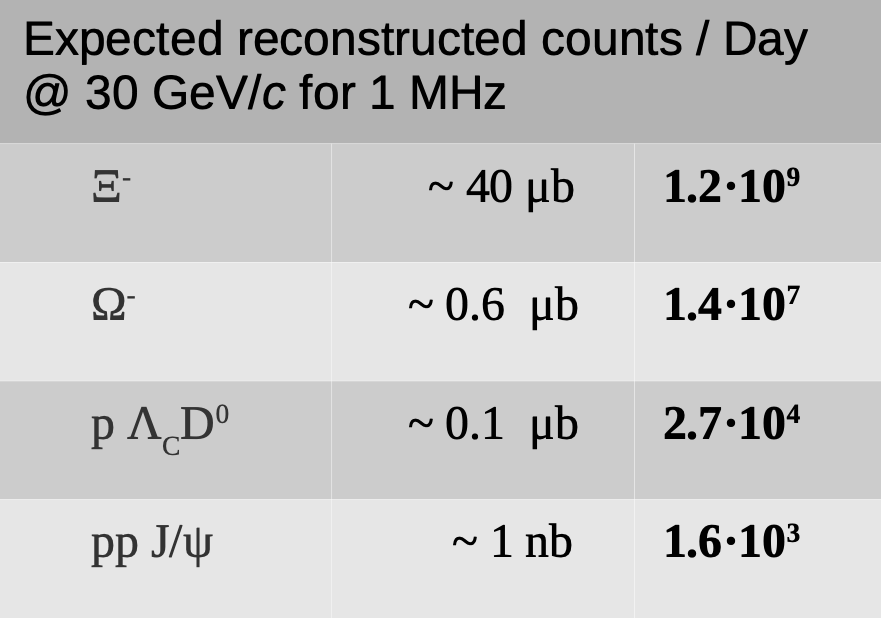 Expected reconstructed counts / Day
@ 30 GeV/c for 1 MHz
Ξ⁻ ~ 40 μb 1.2·10⁹
Ω⁻ ~ 0.6 μb 1.4·10⁷
p Λ_C D⁰ ~ 0.1 μb 2.7·10⁴
pp J/ψ ~ 1 nb 1.6·10³